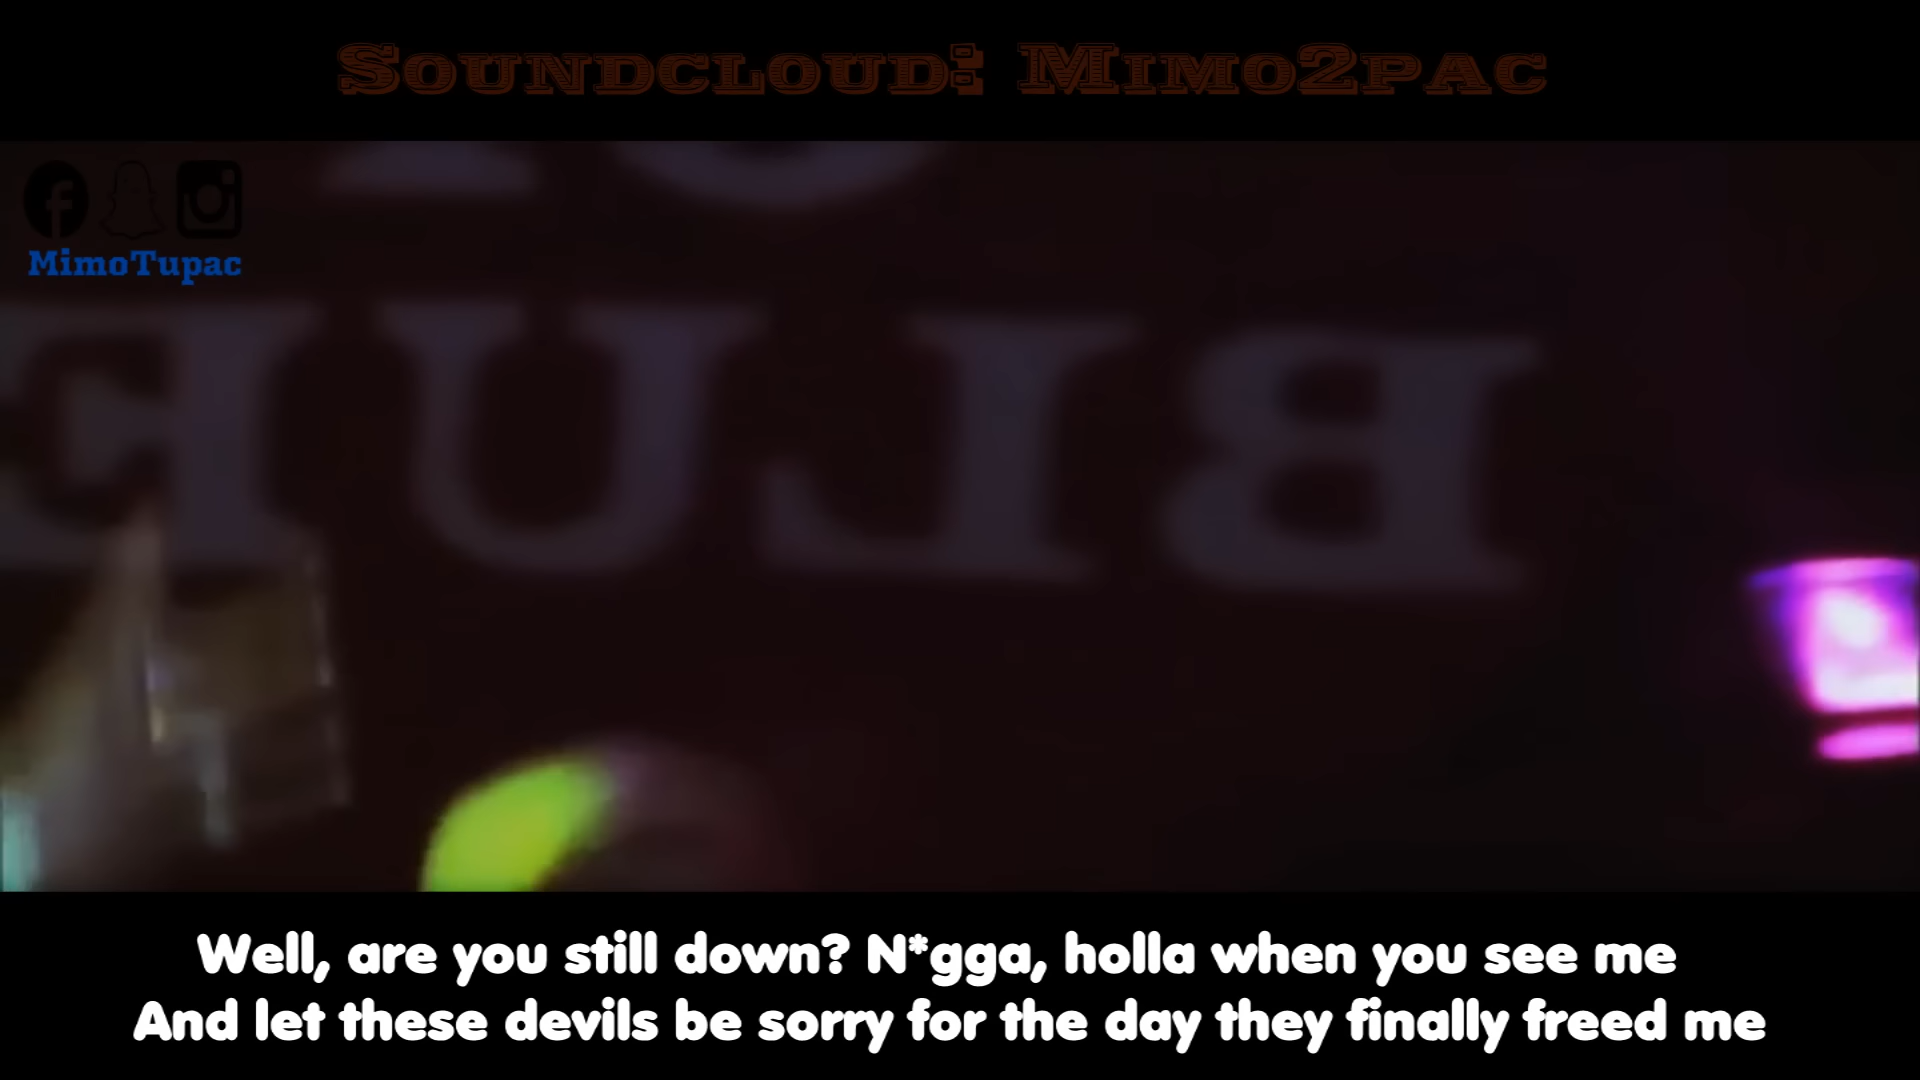 Soundcloud: Mimo2pac
MimoTupac
BLUE
Well, are you still down? N*gga, holla when you see me
And let these devils be sorry for the day they finally freed me